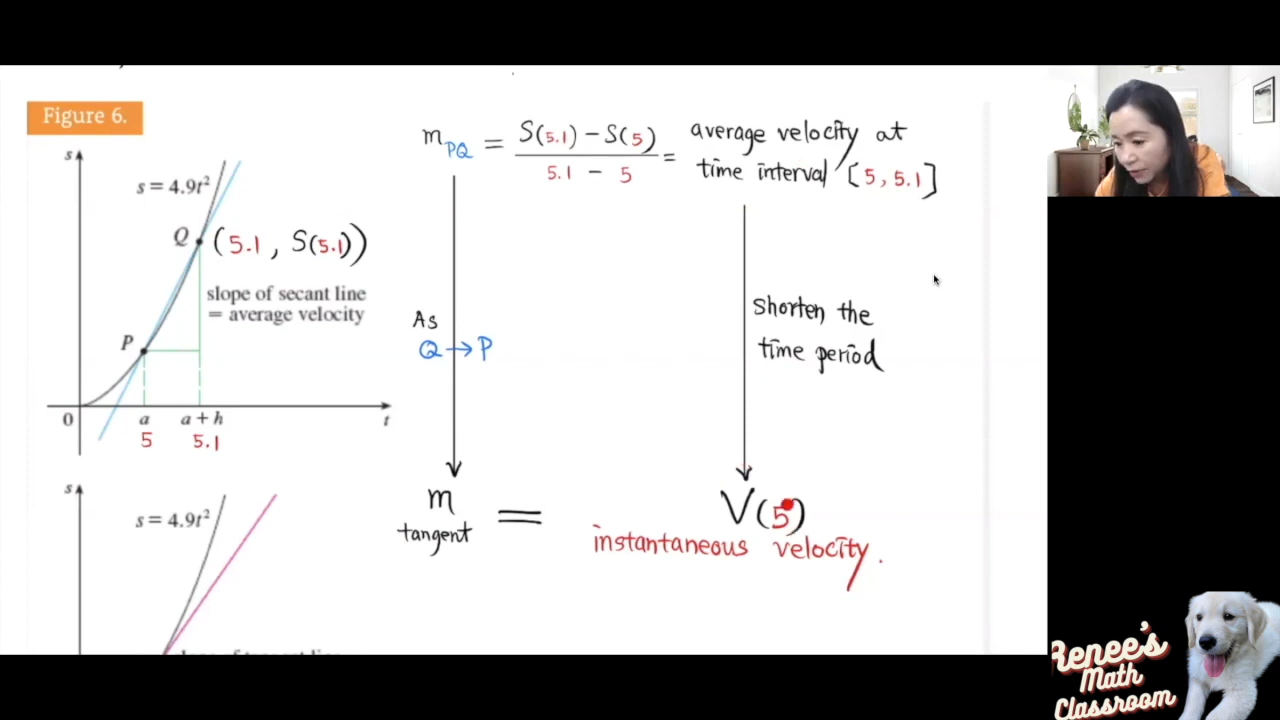 Figure 6.
s
s = 4.9t²
Q (5.1, S(5.1))
slope of secant line
= average velocity
P
0 a a + h t
5 5.1
m_PQ = (S(5.1) − S(5)) / (5.1 − 5) = average velocity at
time interval [5, 5.1]
As
Q → P
Shorten the
time period
m
tangent
=
V(5)
instantaneous velocity.
s
s = 4.9t²
Renee's
Math
Classroom